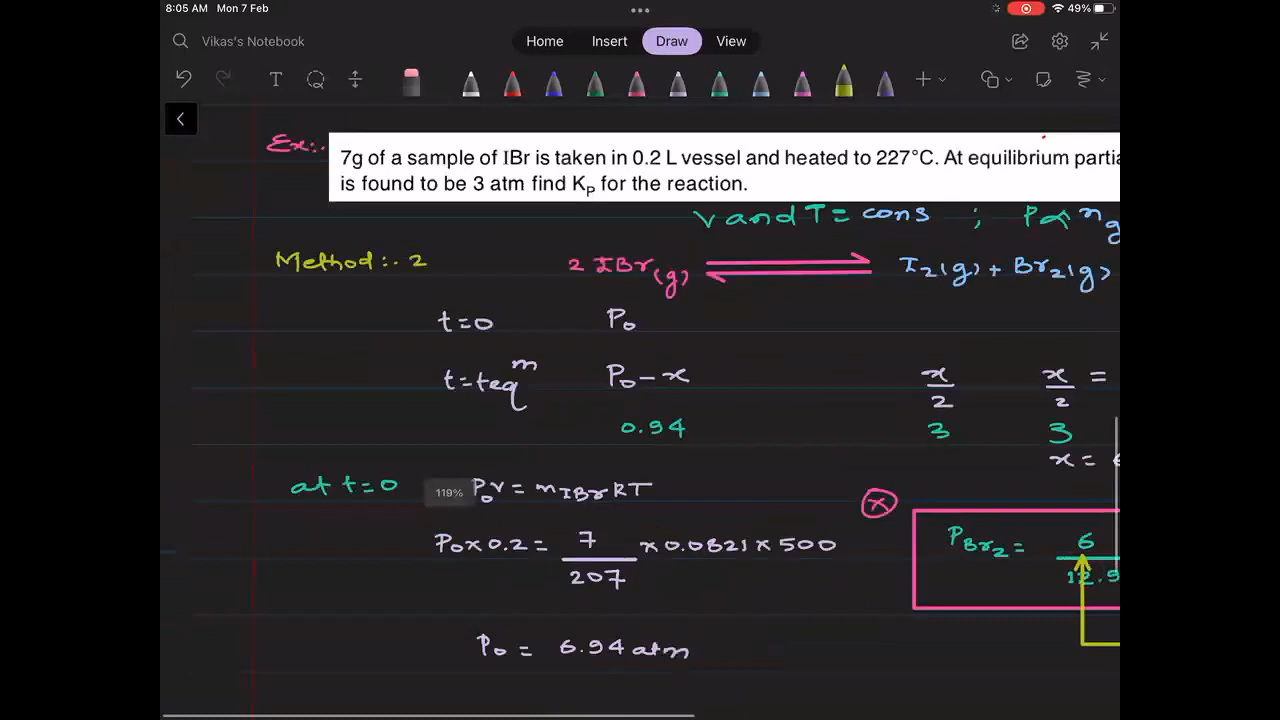 8:05 AM Mon 7 Feb
49%
Vikas's Notebook
Home Insert Draw View
Ex:-
7g of a sample of IBr is taken in 0.2 L vessel and heated to 227°C. At equilibrium partia
is found to be 3 atm find KP for the reaction.
V and T = cons ; P∝ng
Method:- 2
2 IBr(g) ⇌ I2(g) + Br2(g)
t=0 P0
t=teqm P0-x x/2 x/2 =
0.94 3 3
x =
at t=0
119%
P0V = nIBr RT
P0 x 0.2 = 7/207 x 0.0821 x 500
P0 = 6.94 atm
x
PBr2 = 6/12.9